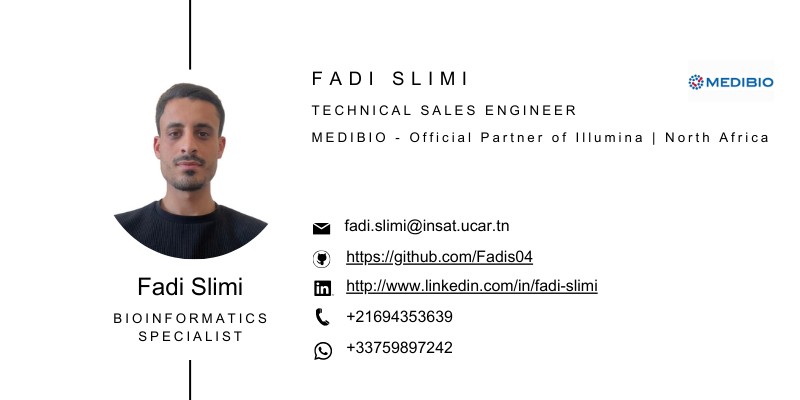 FADI SLIMI
MEDIBIO
TECHNICAL SALES ENGINEER
MEDIBIO - Official Partner of Illumina | North Africa
fadi.slimi@insat.ucar.tn
https://github.com/Fadis04
http://www.linkedin.com/in/fadi-slimi
+21694353639
+33759897242
Fadi Slimi
BIOINFORMATICS
SPECIALIST